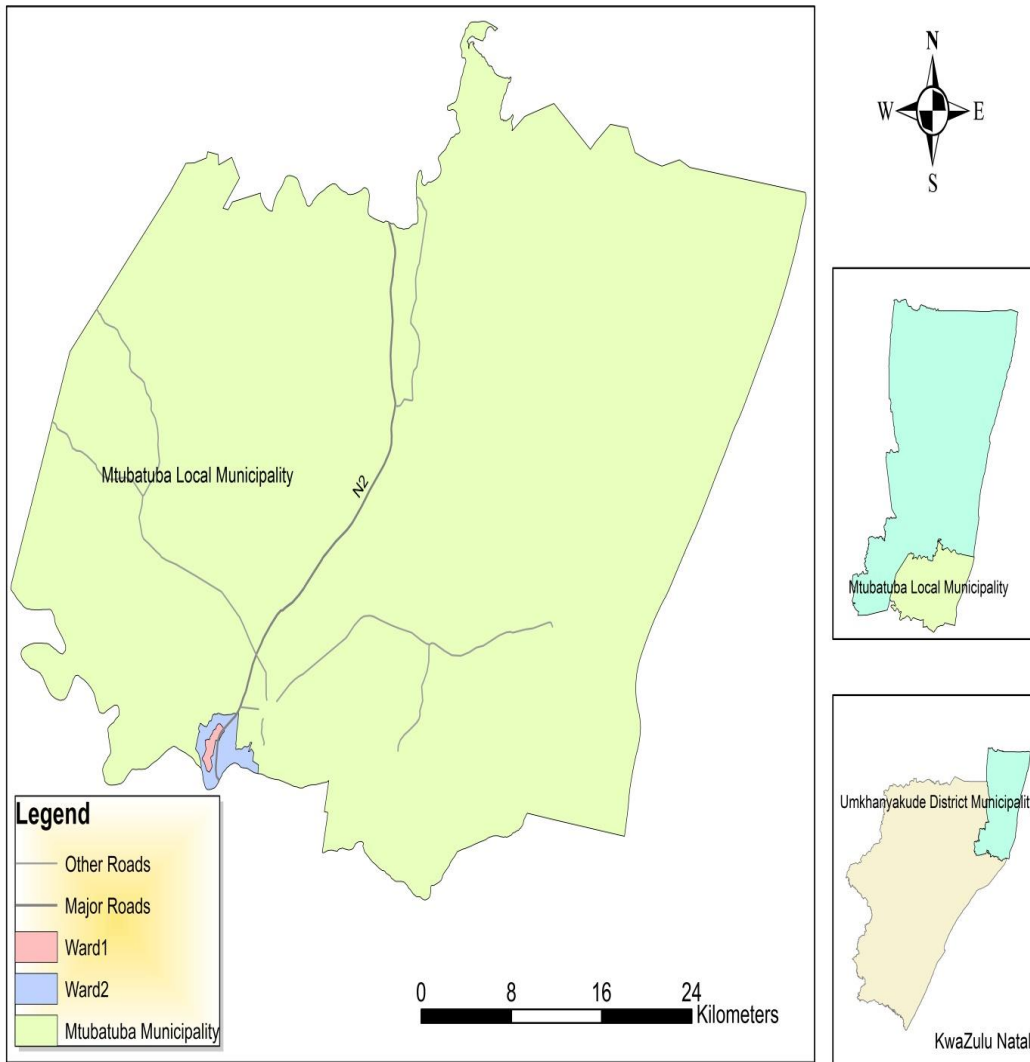 N
W E
S
Mtubatuba Local Municipality
N2
Legend
Other Roads
Major Roads
Ward1
Ward2
Mtubatuba Municipality
0 8 16 24
Kilometers
Mtubatuba Local Municipality
Umkhanyakude District Municipalit
KwaZulu Natal